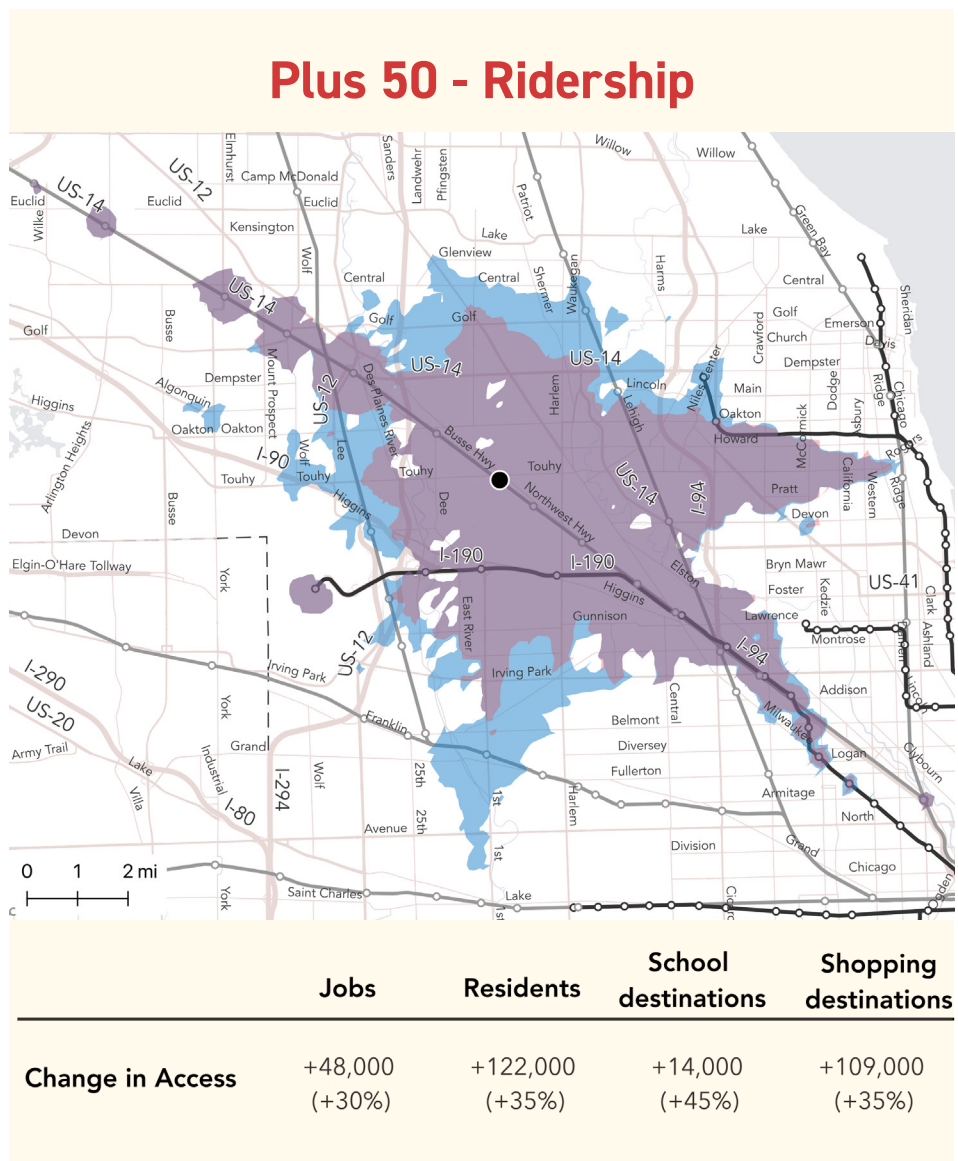 Plus 50 - Ridership
Willow
Willow
Elmhurst
Sanders
Landwehr
Pfingsten
US-12
Camp McDonald
US-14
Euclid
Euclid
Euclid
Patriot
Wilke
Kensington
Lake
Lake
Green Bay
Wolf
Glenview
Waukegan
Harms
Central
Central
Shermer
Central
US-14
Sheridan
Golf
Busse
Golf
Golf
Golf
Emerson
Crawford
Church
Davis
US-14
US-14
Dempster
Mount Prospect
Dempster
Des Plaines River
Niles Center
Algonquin
US-12
Harlem
Lincoln
Main
Dodge
Ridge
Chicago
Higgins
Lehigh
Oakton
Oakton
Oakton
McCormick
Asbury
Arlington Heights
Lee
Busse Hwy
Howard
Rogers
I-90
Wolf
Touhy
Touhy
Touhy
Touhy
US-14
I-94
Pratt
California
Western
Ridge
Higgins
Dee
Northwest Hwy
Busse
Devon
Devon
I-190
I-190
Elgin-O'Hare Tollway
York
Elston
Bryn Mawr
Higgins
Foster
Kedzie
US-41
East River
Gunnison
Lawrence
Clark
Ashland
US-12
I-94
Montrose
I-290
Irving Park
Irving Park
Central
Addison
Lincoln
US-20
York
Franklin
Belmont
Milwaukee
Army Trail
Grand
Diversey
Logan
Clybourn
Lake
Industrial
Wolf
25th
Fullerton
I-294
Villa
1st
Harlem
Armitage
I-80
Avenue
25th
North
1st
Division
Grand
Chicago
0 1 2 mi
York
Saint Charles
Lake
1st
Ogden
Jobs
Residents
School
destinations
Shopping
destinations
Change in Access
+48,000
(+30%)
+122,000
(+35%)
+14,000
(+45%)
+109,000
(+35%)